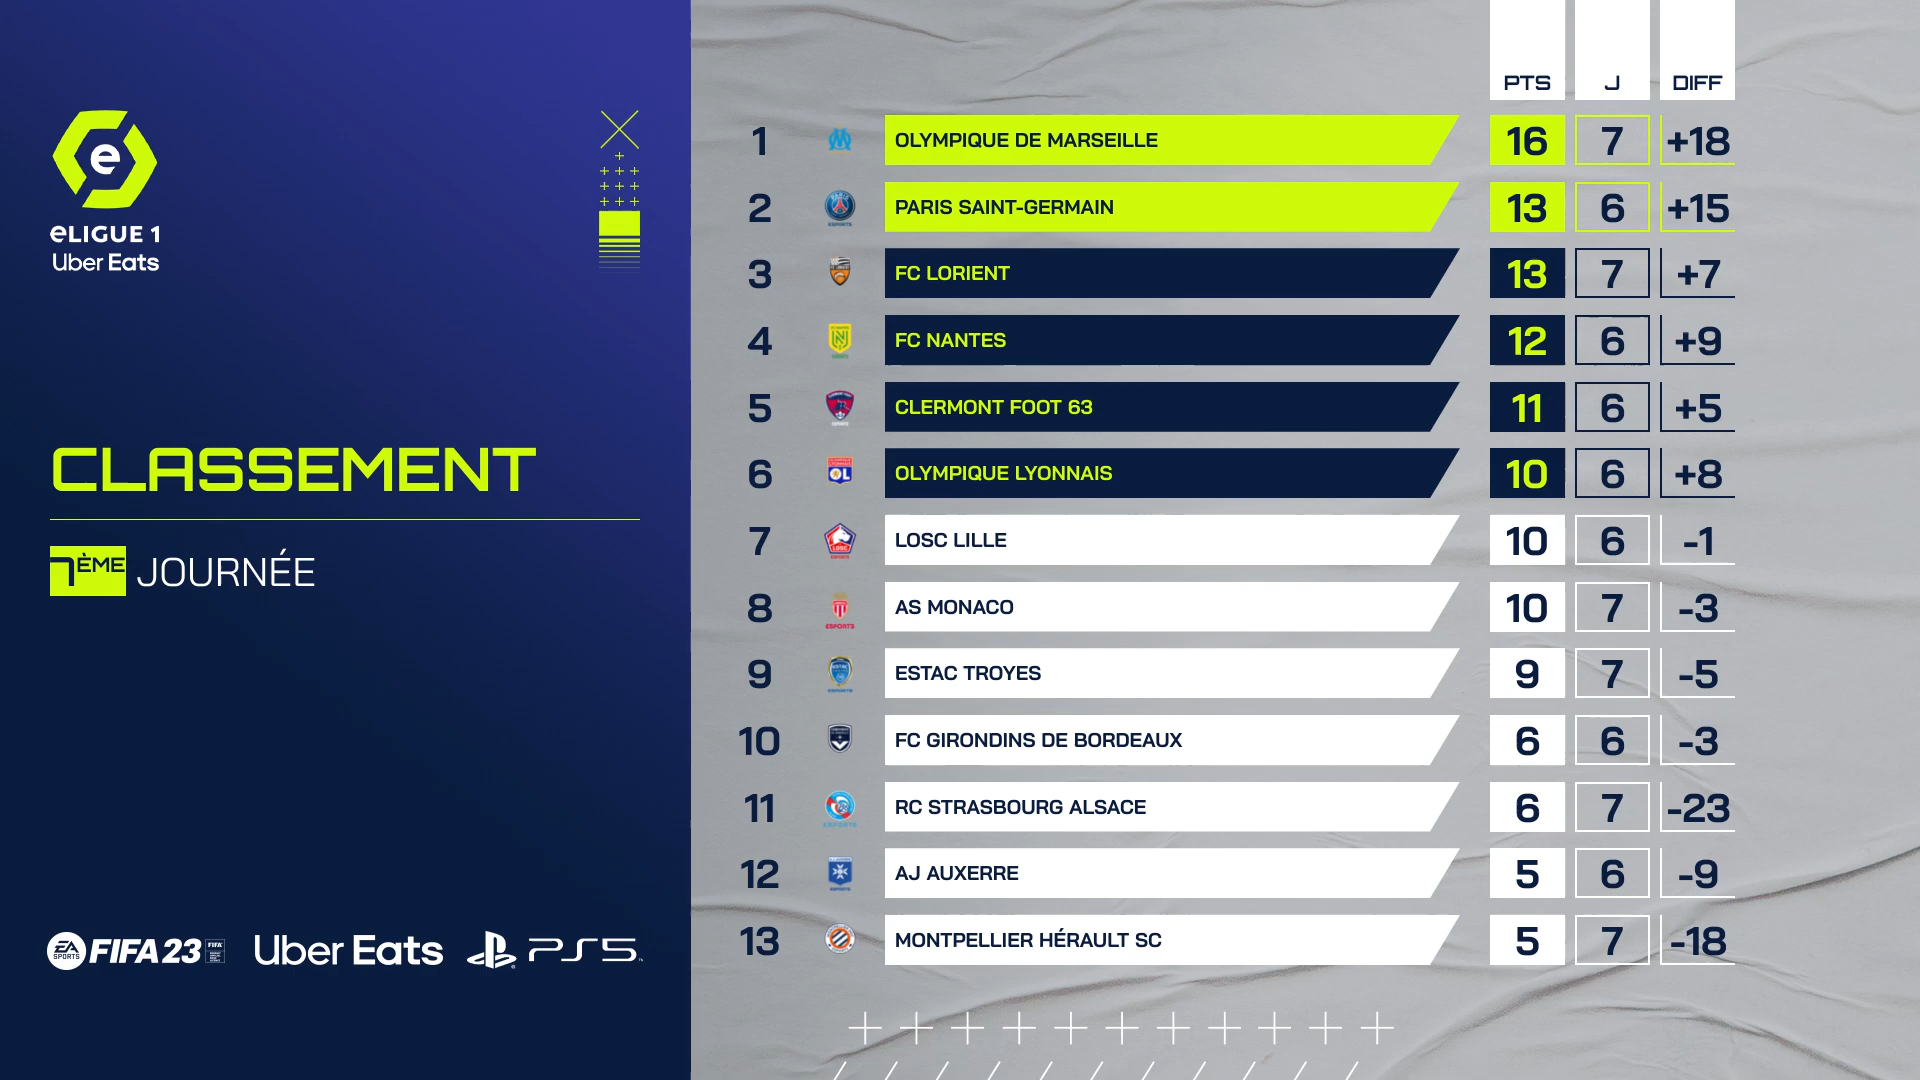 e
eLIGUE 1
Uber Eats
CLASSEMENT
7ÈME JOURNÉE
EA SPORTS FIFA 23 Uber Eats PS5
PTS J DIFF
1 OLYMPIQUE DE MARSEILLE 16 7 +18
2 PARIS SAINT-GERMAIN 13 6 +15
3 FC LORIENT 13 7 +7
4 FC NANTES 12 6 +9
5 CLERMONT FOOT 63 11 6 +5
6 OL OLYMPIQUE LYONNAIS 10 6 +8
7 LOSC LOSC LILLE 10 6 -1
8 ESPORTS AS MONACO 10 7 -3
9 ESTAC TROYES 9 7 -5
10 FC GIRONDINS DE BORDEAUX 6 6 -3
11 RC STRASBOURG ALSACE 6 7 -23
12 AJ AUXERRE 5 6 -9
13 MONTPELLIER HÉRAULT SC 5 7 -18